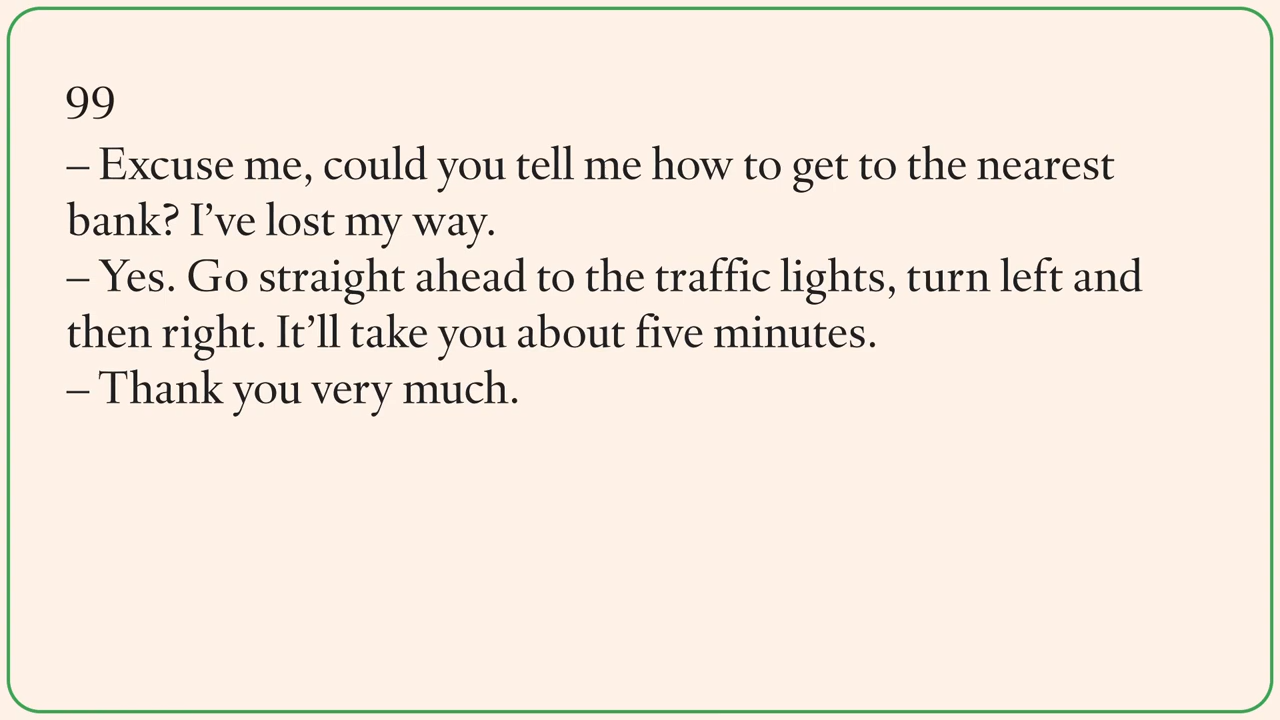 99
– Excuse me, could you tell me how to get to the nearest
bank? I’ve lost my way.
– Yes. Go straight ahead to the traffic lights, turn left and
then right. It’ll take you about five minutes.
– Thank you very much.